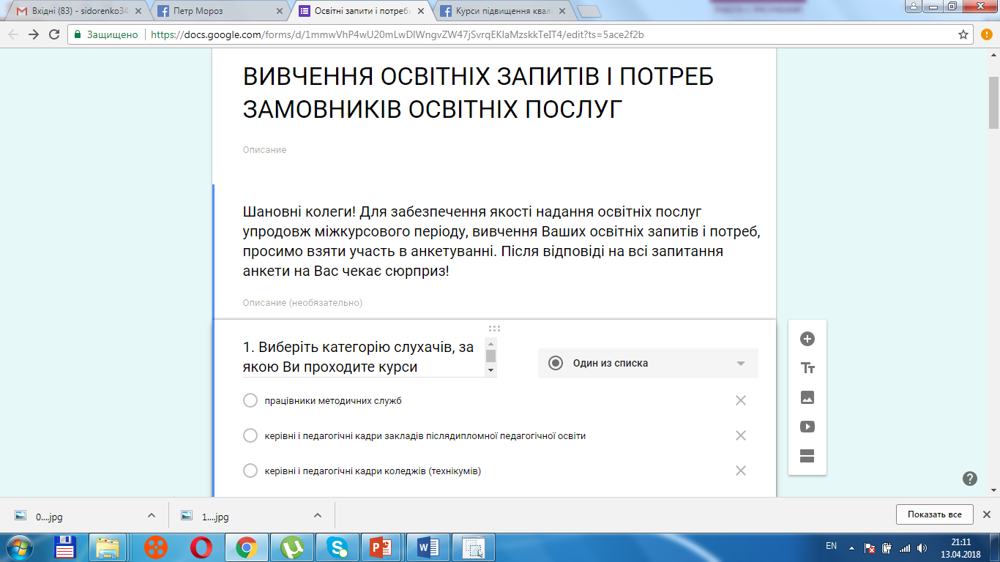 Вхідні (83) - sidorenko34
Петр Мороз
Освітні запити і потреби
Курси підвищення квал
Защищено
https://docs.google.com/forms/d/1mmwVhP4wU20mLwDlWngvZW47jSvrqEKlaMzskkTeIT4/edit?ts=5ace2f2b
ВИВЧЕННЯ ОСВІТНІХ ЗАПИТІВ І ПОТРЕБ
ЗАМОВНИКІВ ОСВІТНІХ ПОСЛУГ
Описание
Шановні колеги! Для забезпечення якості надання освітніх послуг
упродовж міжкурсового періоду, вивчення Ваших освітніх запитів і потреб,
просимо взяти участь в анкетуванні. Після відповіді на всі запитання
анкети на Вас чекає сюрприз!
Описание (необязательно)
1. Виберіть категорію слухачів, за
якою Ви проходите курси
Один из списка
працівники методичних служб
керівні і педагогічні кадри закладів післядипломної педагогічної освіти
керівні і педагогічні кадри коледжів (технікумів)
0....jpg
1....jpg
Показать все
EN
21:11
13.04.2018